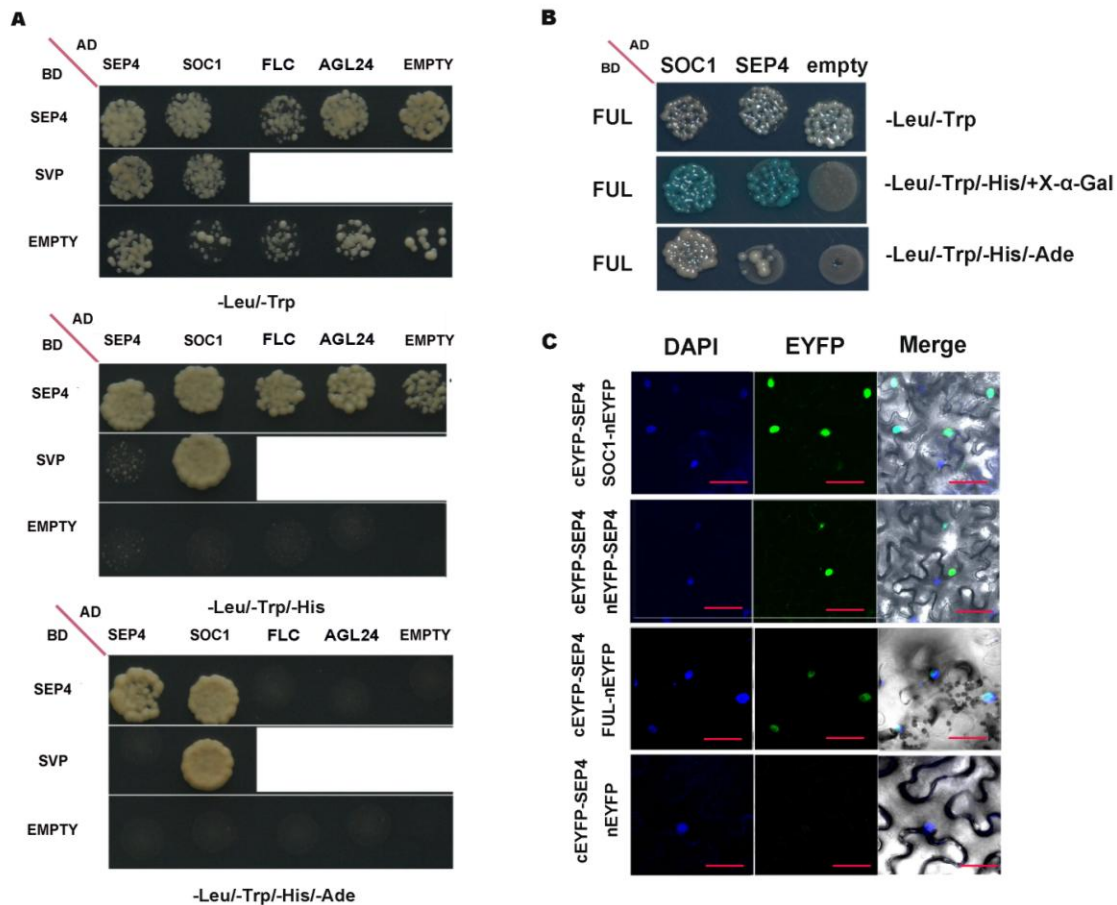 A
AD
BD
SEP4 SOC1 FLC AGL24 EMPTY
SEP4
SVP
EMPTY
-Leu/-Trp
AD
BD
SEP4 SOC1 FLC AGL24 EMPTY
SEP4
SVP
EMPTY
-Leu/-Trp/-His
AD
BD
SEP4 SOC1 FLC AGL24 EMPTY
SEP4
SVP
EMPTY
-Leu/-Trp/-His/-Ade
B
AD
BD
SOC1 SEP4 empty
FUL -Leu/-Trp
FUL -Leu/-Trp/-His/+X-α-Gal
FUL -Leu/-Trp/-His/-Ade
C
DAPI EYFP Merge
cEYFP-SEP4
SOC1-nEYFP
cEYFP-SEP4
nEYFP-SEP4
cEYFP-SEP4
FUL-nEYFP
cEYFP-SEP4
nEYFP